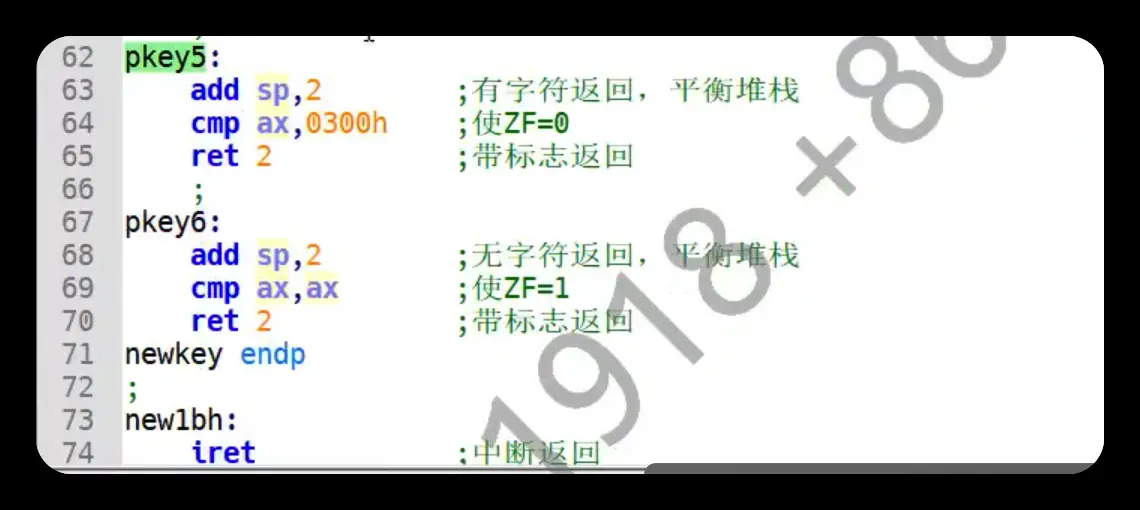 62 pkey5:
63 add sp,2 ;有字符返回，平衡堆栈
64 cmp ax,0300h ;使ZF=0
65 ret 2 ;带标志返回
66 ;
67 pkey6:
68 add sp,2 ;无字符返回，平衡堆栈
69 cmp ax,ax ;使ZF=1
70 ret 2 ;带标志返回
71 newkey endp
72 ;
73 new1bh:
74 iret ;中断返回
1918 +86